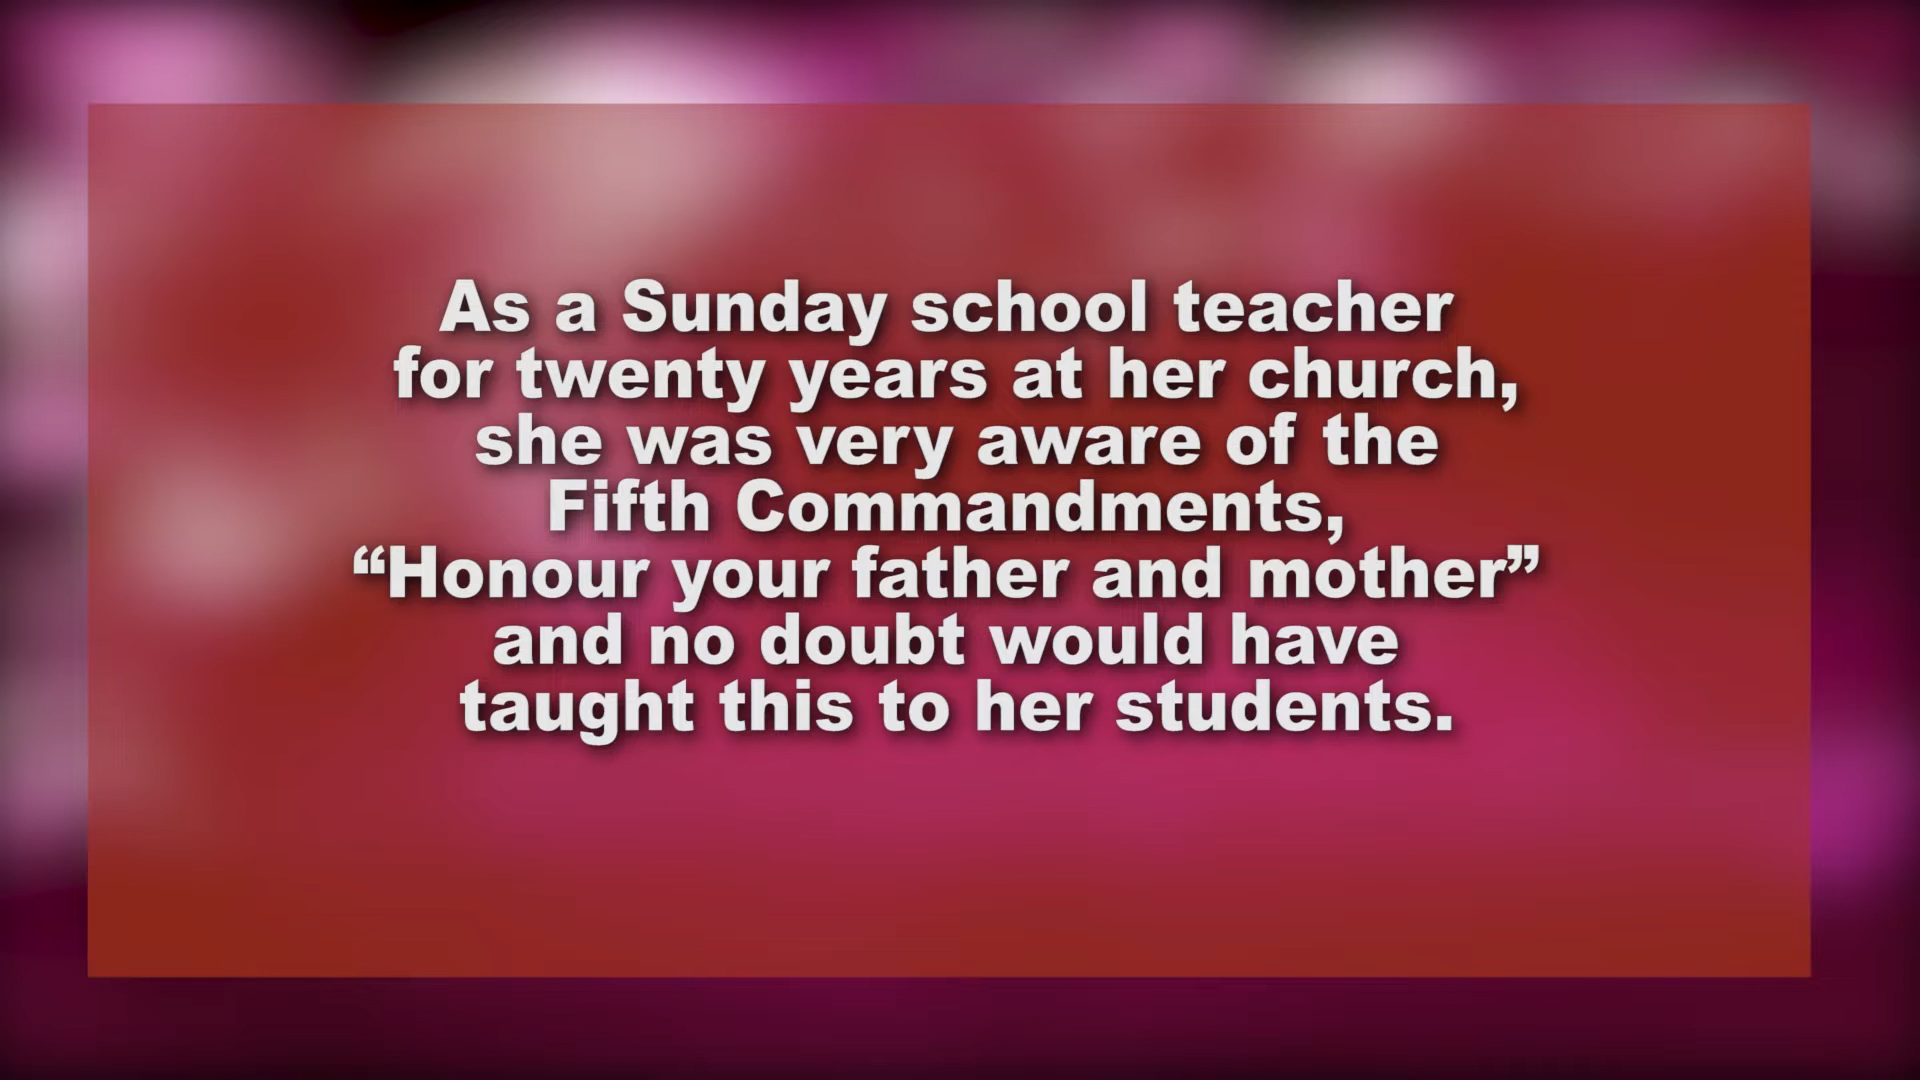 As a Sunday school teacher
for twenty years at her church,
she was very aware of the
Fifth Commandments,
“Honour your father and mother”
and no doubt would have
taught this to her students.